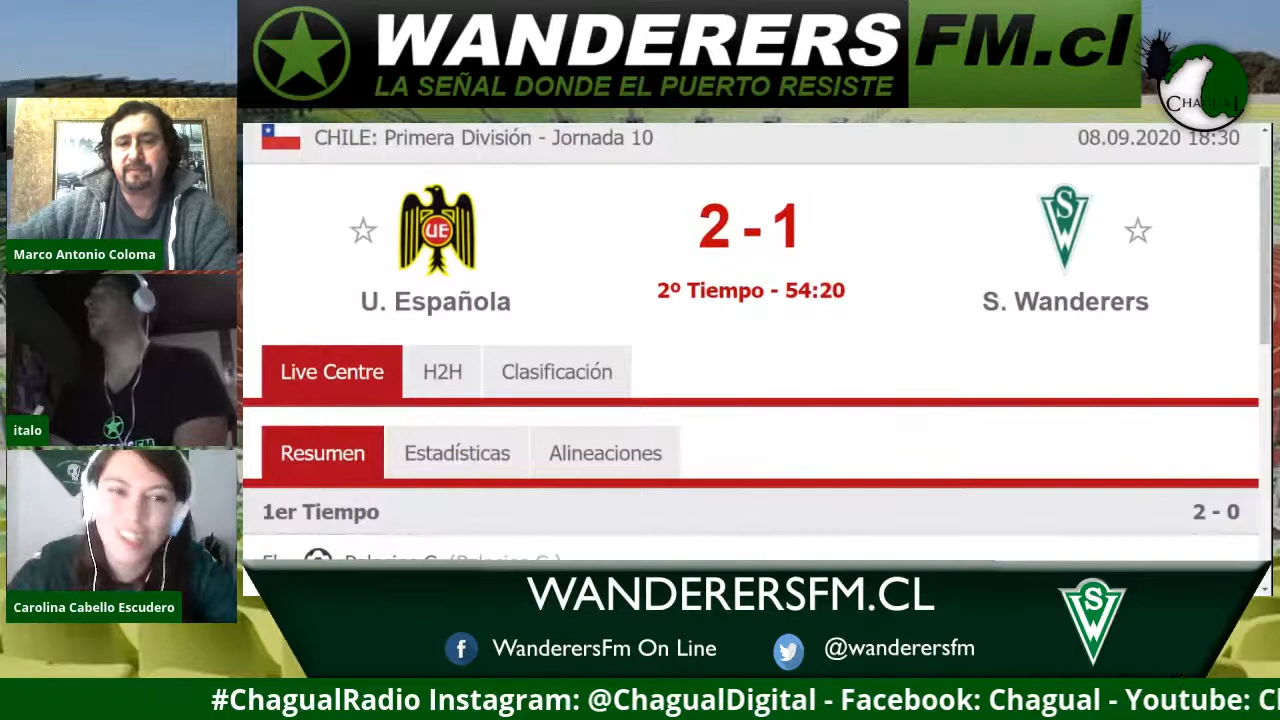 WANDERERSFM.cl
LA SEÑAL DONDE EL PUERTO RESISTE
CHAGUAL
Marco Antonio Coloma
italo
Carolina Cabello Escudero
CHILE: Primera División - Jornada 10
08.09.2020 18:30
UE
2 - 1
SW
2º Tiempo - 54:20
U. Española
S. Wanderers
Live Centre
H2H
Clasificación
Resumen
Estadísticas
Alineaciones
1er Tiempo
2 - 0
WANDERERSFM.CL
WanderersFm On Line
@wanderersfm
SW
#ChagualRadio Instagram: @ChagualDigital - Facebook: Chagual - Youtube: